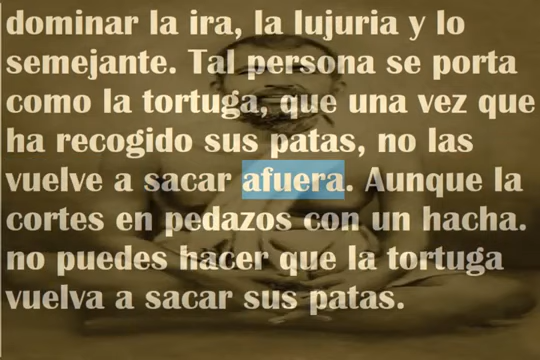 dominar la ira, la lujuria y lo
semejante. Tal persona se porta
como la tortuga, que una vez que
ha recogido sus patas, no las
vuelve a sacar afuera. Aunque la
cortes en pedazos con un hacha.
no puedes hacer que la tortuga
vuelva a sacar sus patas.